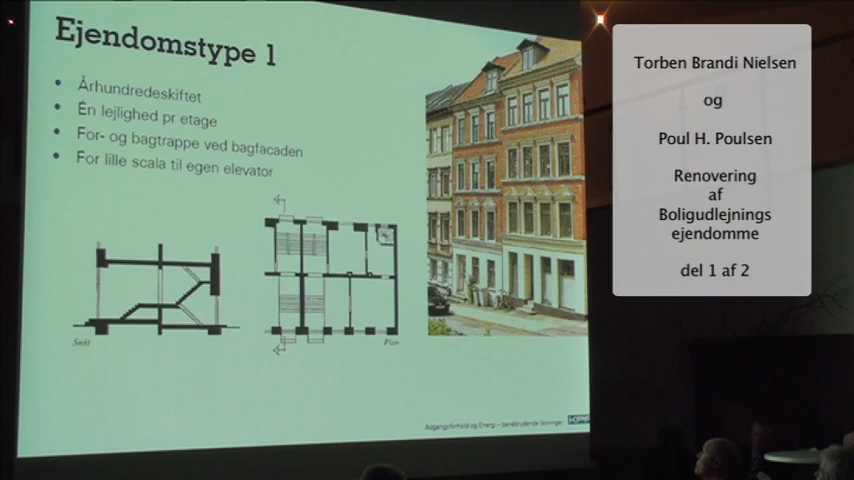 Ejendomstype 1
• Århundredeskiftet
• Én lejlighed pr etage
• For- og bagtrappe ved bagfacaden
• For lille scala til egen elevator
Snit
Plan
Adgangsforhold og Energi – banebrydende løsninger
Torben Brandi Nielsen
og
Poul H. Poulsen
Renovering
af
Boligudlejnings
ejendomme
del 1 af 2